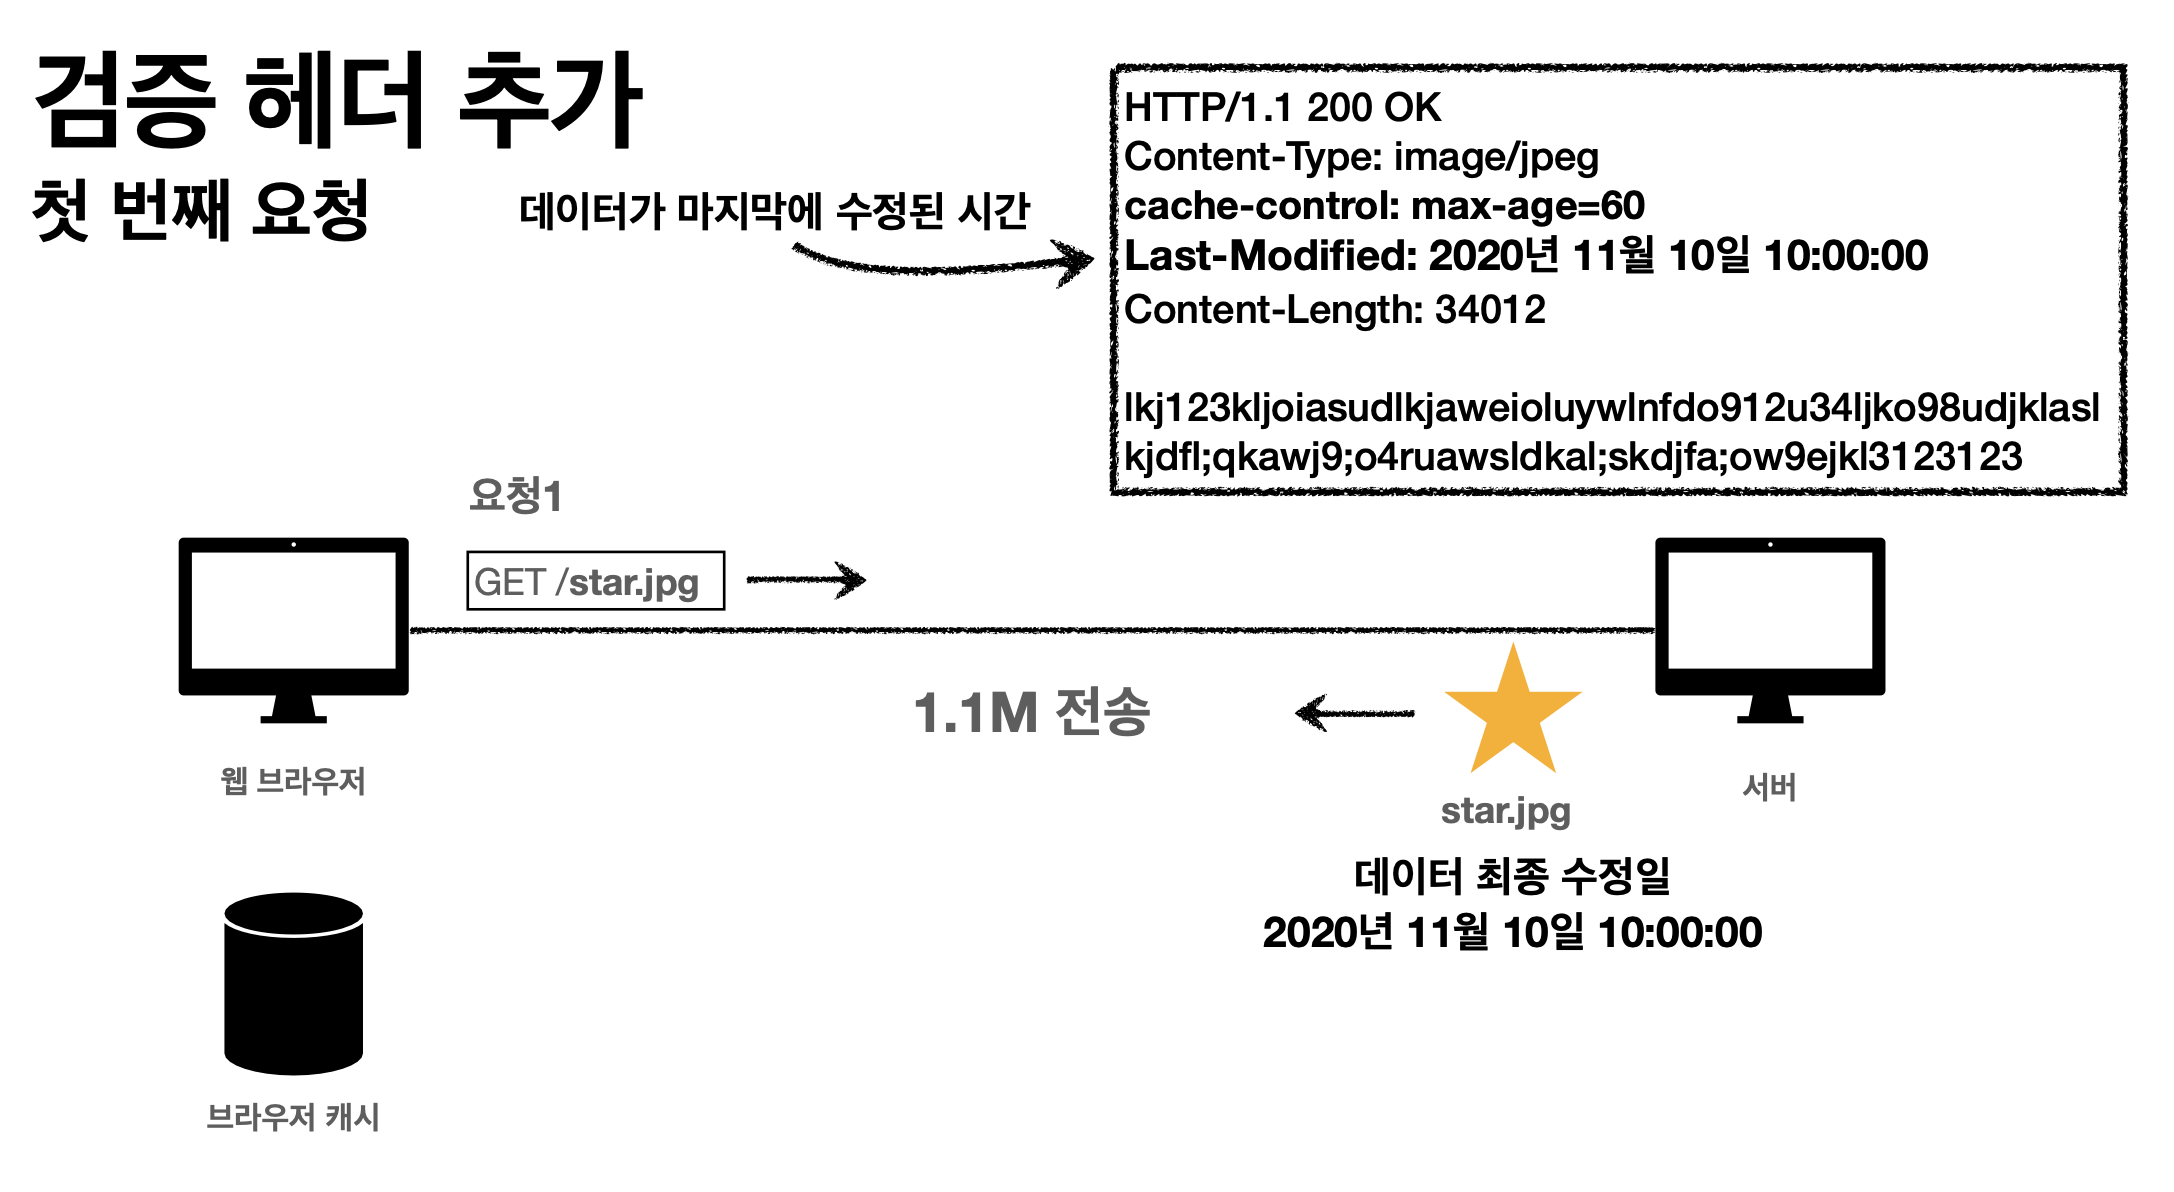 검증 헤더 추가
첫 번째 요청
데이터가 마지막에 수정된 시간
HTTP/1.1 200 OK
Content-Type: image/jpeg
cache-control: max-age=60
Last-Modified: 2020년 11월 10일 10:00:00
Content-Length: 34012
lkj123kljoiasudlkjaweioluywlnfdo912u34ljko98udjklasl
kjdfl;qkawj9;o4ruawsldkal;skdjfa;ow9ejkl3123123
요청1
GET /star.jpg
1.1M 전송
웹 브라우저
서버
star.jpg
데이터 최종 수정일
2020년 11월 10일 10:00:00
브라우저 캐시